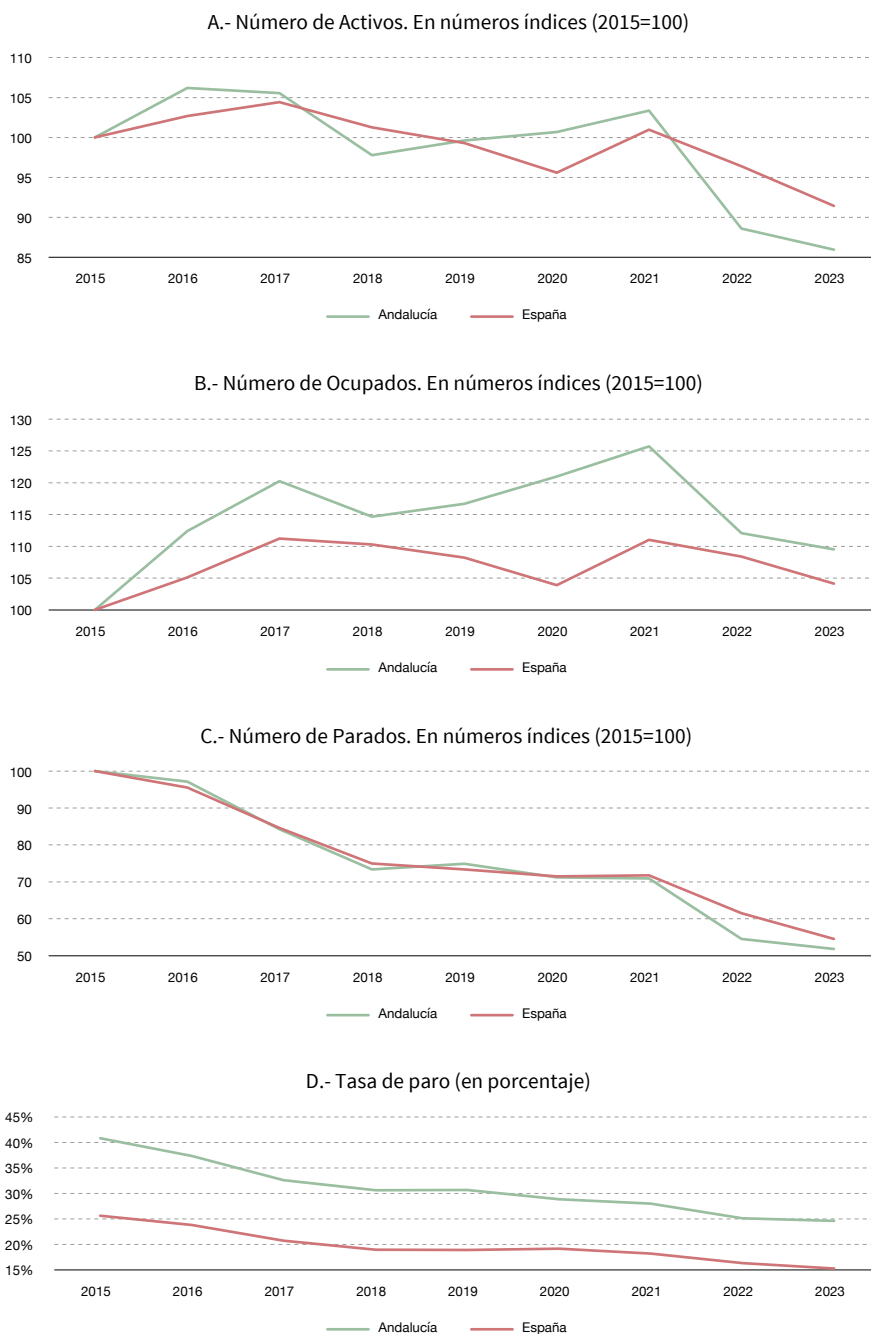 A.- Número de Activos. En números índices (2015=100)
110
105
100
95
90
85
2015 2016 2017 2018 2019 2020 2021 2022 2023
Andalucía España
B.- Número de Ocupados. En números índices (2015=100)
130
125
120
115
110
105
100
2015 2016 2017 2018 2019 2020 2021 2022 2023
Andalucía España
C.- Número de Parados. En números índices (2015=100)
100
90
80
70
60
50
2015 2016 2017 2018 2019 2020 2021 2022 2023
Andalucía España
D.- Tasa de paro (en porcentaje)
45%
40%
35%
30%
25%
20%
15%
2015 2016 2017 2018 2019 2020 2021 2022 2023
Andalucía España